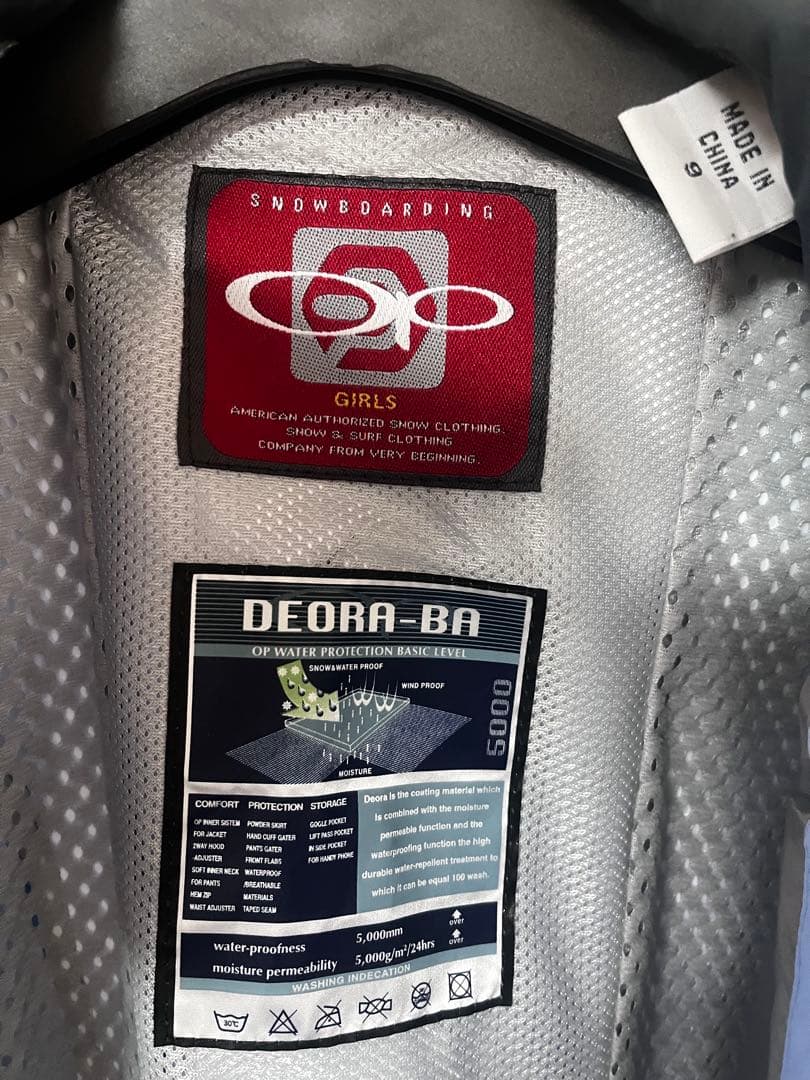 MADE IN
CHINA
9
SNOWBOARDING
op
GIRLS
AMERICAN AUTHORIZED SNOW CLOTHING.
SNOW & SURF CLOTHING
COMPANY FROM VERY BEGINNING.
DEORA-BA
OP WATER PROTECTION BASIC LEVEL
SNOW&WATER PROOF
WIND PROOF
5000
MOISTURE
COMFORT
OP INNER SISTEM
FOR JACKET
2WAY HOOD
-ADJUSTER
SOFT INNER NECK
FOR PANTS
HEM ZIP
WAIST ADJUSTER
PROTECTION
POWDER SKIRT
HAND CUFF GATER
PANTS GATER
FRONT FLABS
WATERPROOF
/BREATHABLE
MATERIALS
TAPED SEAM
STORAGE
GOGLE POCKET
LIFT PASS POCKET
IN SIDE POCKET
FOR HANDY PHONE
Deora is the coating material which
is combined with the moisture
permeable function and the
waterproofing function the high
durable water-repellent treatment to
which it can be equal 100 wash.
water-proofness 5,000mm over
moisture permeability 5,000g/m²/24hrs over
WASHING INDECATION
30℃